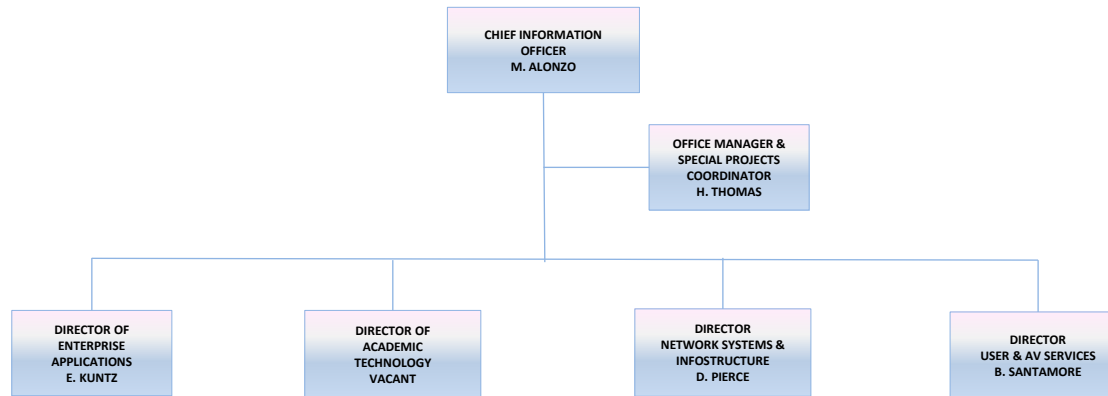 CHIEF INFORMATION
OFFICER
M. ALONZO
OFFICE MANAGER &
SPECIAL PROJECTS
COORDINATOR
H. THOMAS
DIRECTOR OF
ENTERPRISE
APPLICATIONS
E. KUNTZ
DIRECTOR OF
ACADEMIC
TECHNOLOGY
VACANT
DIRECTOR
NETWORK SYSTEMS &
INFOSTRUCTURE
D. PIERCE
DIRECTOR
USER & AV SERVICES
B. SANTAMORE